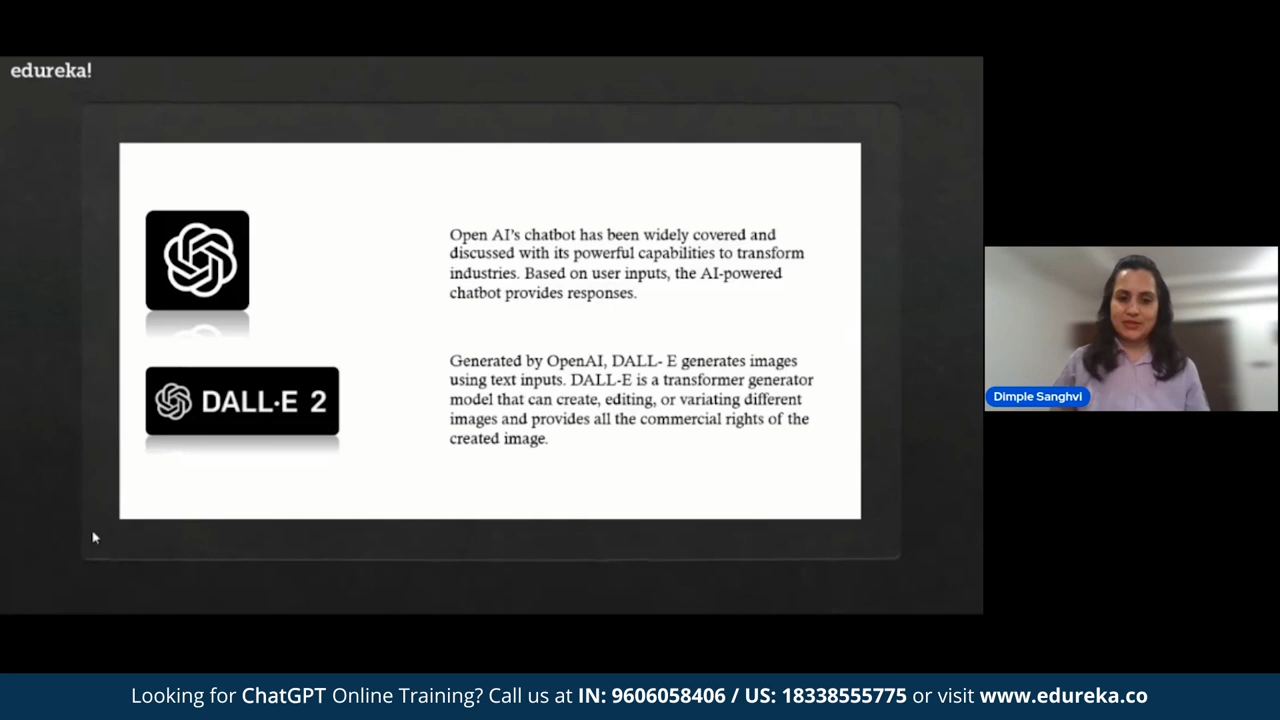 edureka!
Open AI's chatbot has been widely covered and
discussed with its powerful capabilities to transform
industries. Based on user inputs, the AI-powered
chatbot provides responses.
DALL·E 2
Generated by OpenAI, DALL- E generates images
using text inputs. DALL-E is a transformer generator
model that can create, editing, or variating different
images and provides all the commercial rights of the
created image.
Dimple Sanghvi
Looking for ChatGPT Online Training? Call us at IN: 9606058406 / US: 18338555775 or visit www.edureka.co